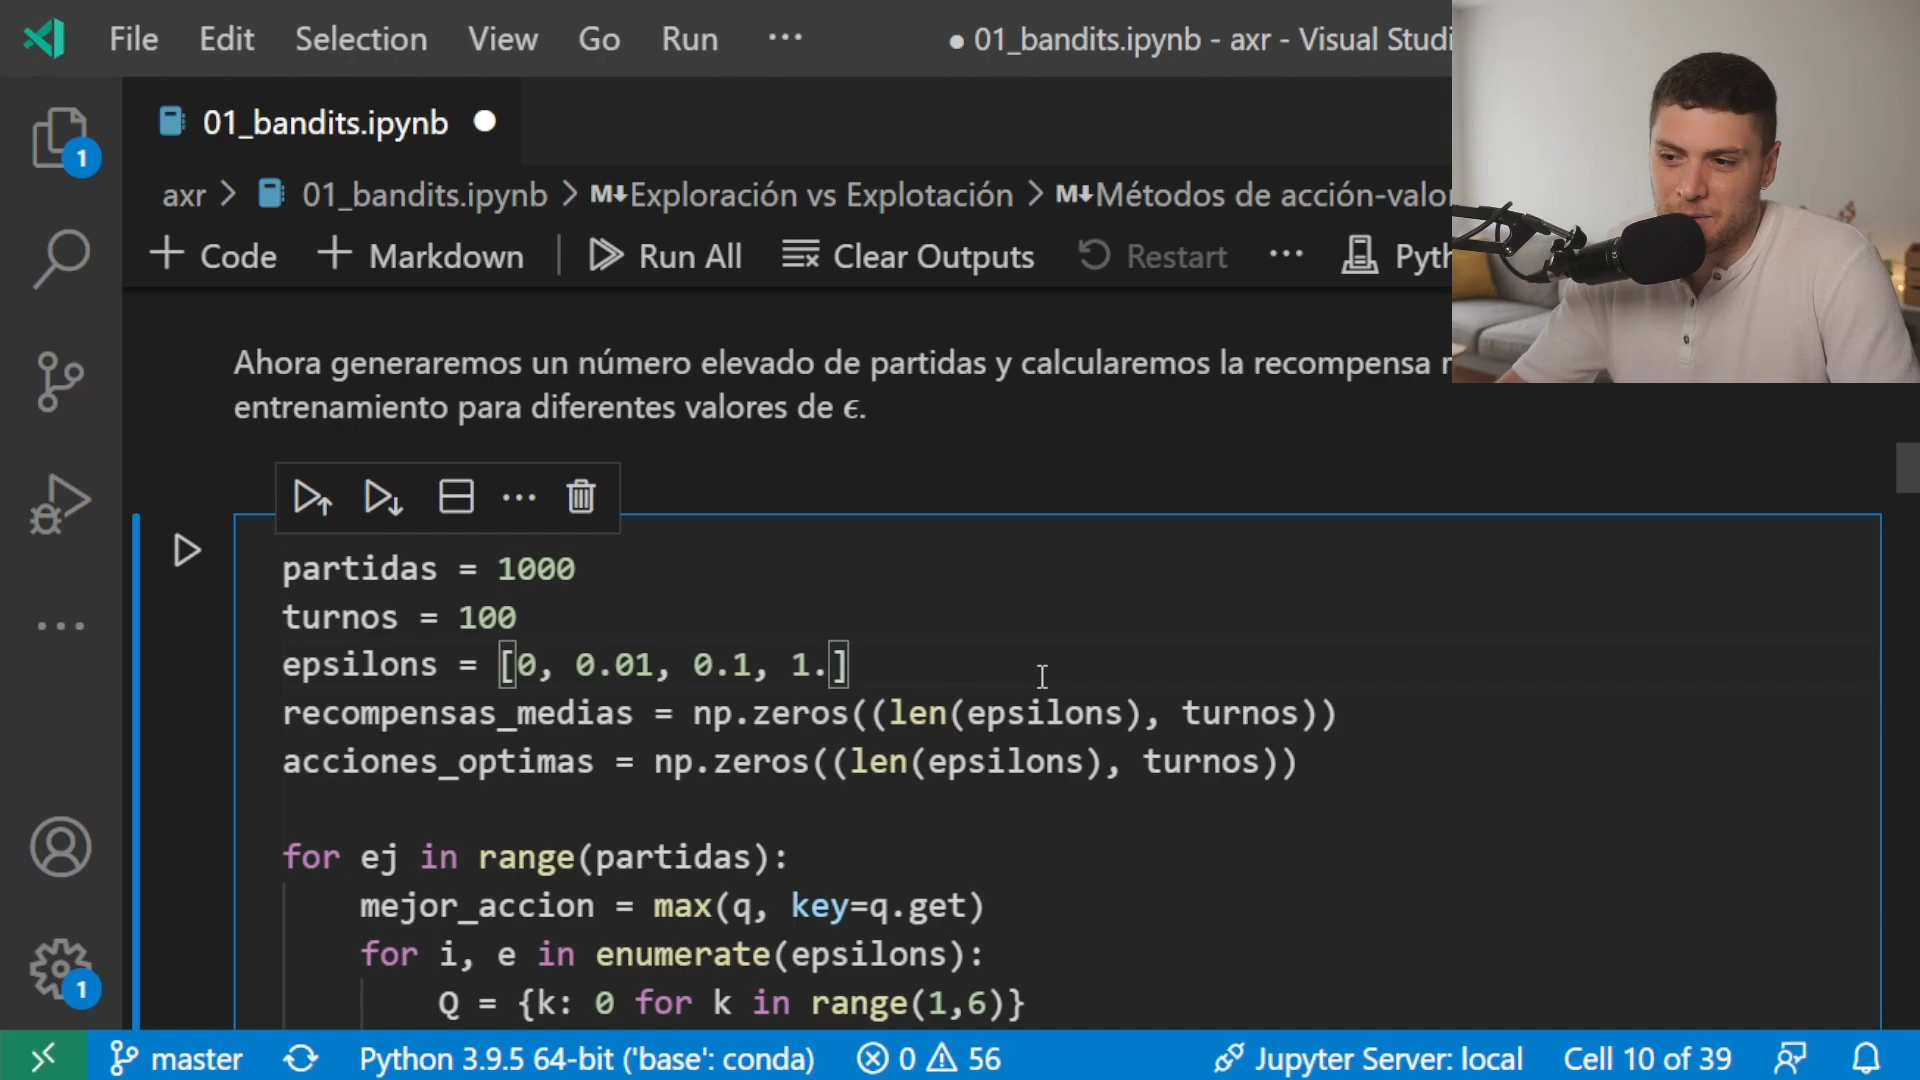 File Edit Selection View Go Run ...
● 01_bandits.ipynb - axr - Visual Studi
01_bandits.ipynb ●
axr > 01_bandits.ipynb > M↓Exploración vs Explotación > M↓Métodos de acción-valo
+ Code + Markdown | Run All Clear Outputs Restart ... Pyth
Ahora generaremos un número elevado de partidas y calcularemos la recompensa
entrenamiento para diferentes valores de ϵ.
partidas = 1000
turnos = 100
epsilons = [0, 0.01, 0.1, 1.]
recompensas_medias = np.zeros((len(epsilons), turnos))
acciones_optimas = np.zeros((len(epsilons), turnos))
for ej in range(partidas):
    mejor_accion = max(q, key=q.get)
    for i, e in enumerate(epsilons):
        Q = {k: 0 for k in range(1,6)}
1
1
master Python 3.9.5 64-bit ('base': conda) 0 56 Jupyter Server: local Cell 10 of 39